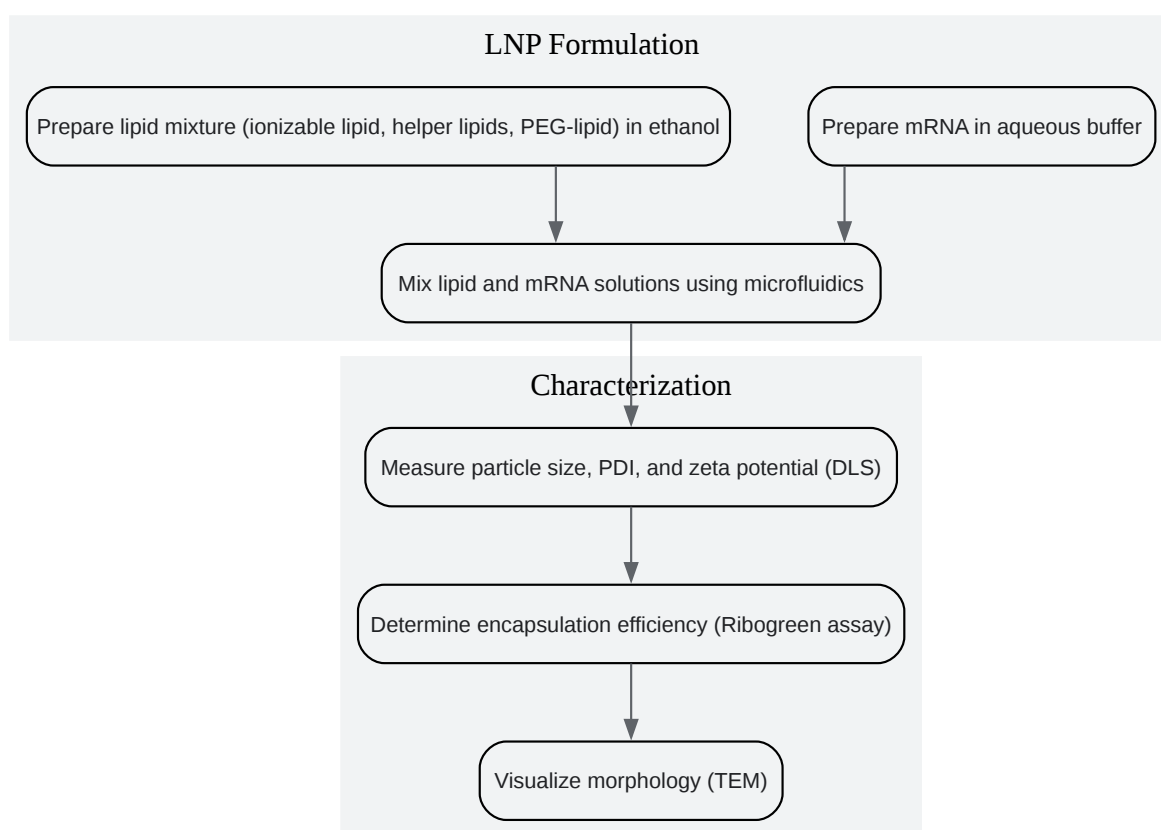 LNP Formulation
Prepare lipid mixture (ionizable lipid, helper lipids, PEG-lipid) in ethanol
Prepare mRNA in aqueous buffer
Mix lipid and mRNA solutions using microfluidics
Characterization
Measure particle size, PDI, and zeta potential (DLS)
Determine encapsulation efficiency (Ribogreen assay)
Visualize morphology (TEM)